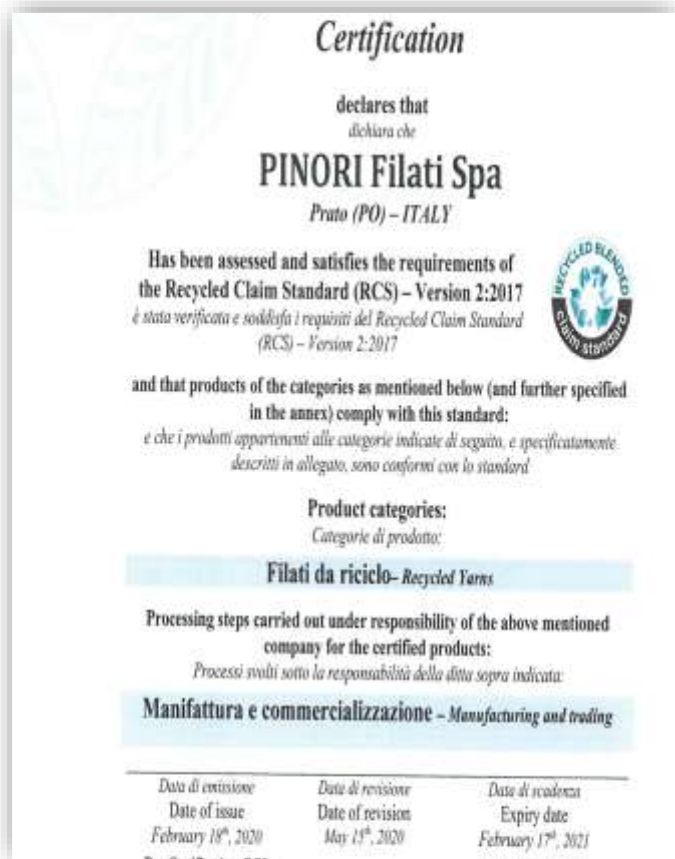 Certification
declares that
dichiara che
PINORI Filati Spa
Prato (PO) – ITALY
Has been assessed and satisfies the requirements of
the Recycled Claim Standard (RCS) – Version 2:2017
è stata verificata e soddisfa i requisiti del Recycled Claim Standard
(RCS) – Version 2:2017
RECYCLED BLENDED
claim standard
and that products of the categories as mentioned below (and further specified
in the annex) comply with this standard:
e che i prodotti appartenenti alle categorie indicate di seguito, e specificatamente
descritti in allegato, sono conformi con lo standard
Product categories:
Categorie di prodotto:
Filati da riciclo– Recycled Yarns
Processing steps carried out under responsibility of the above mentioned
company for the certified products:
Processi svolti sotto la responsabilità della ditta sopra indicata:
Manifattura e commercializzazione – Manufacturing and trading
Data di emissione
Date of issue
February 18th, 2020
Data di revisione
Date of revision
May 15th, 2020
Data di scadenza
Expiry date
February 17th, 2021